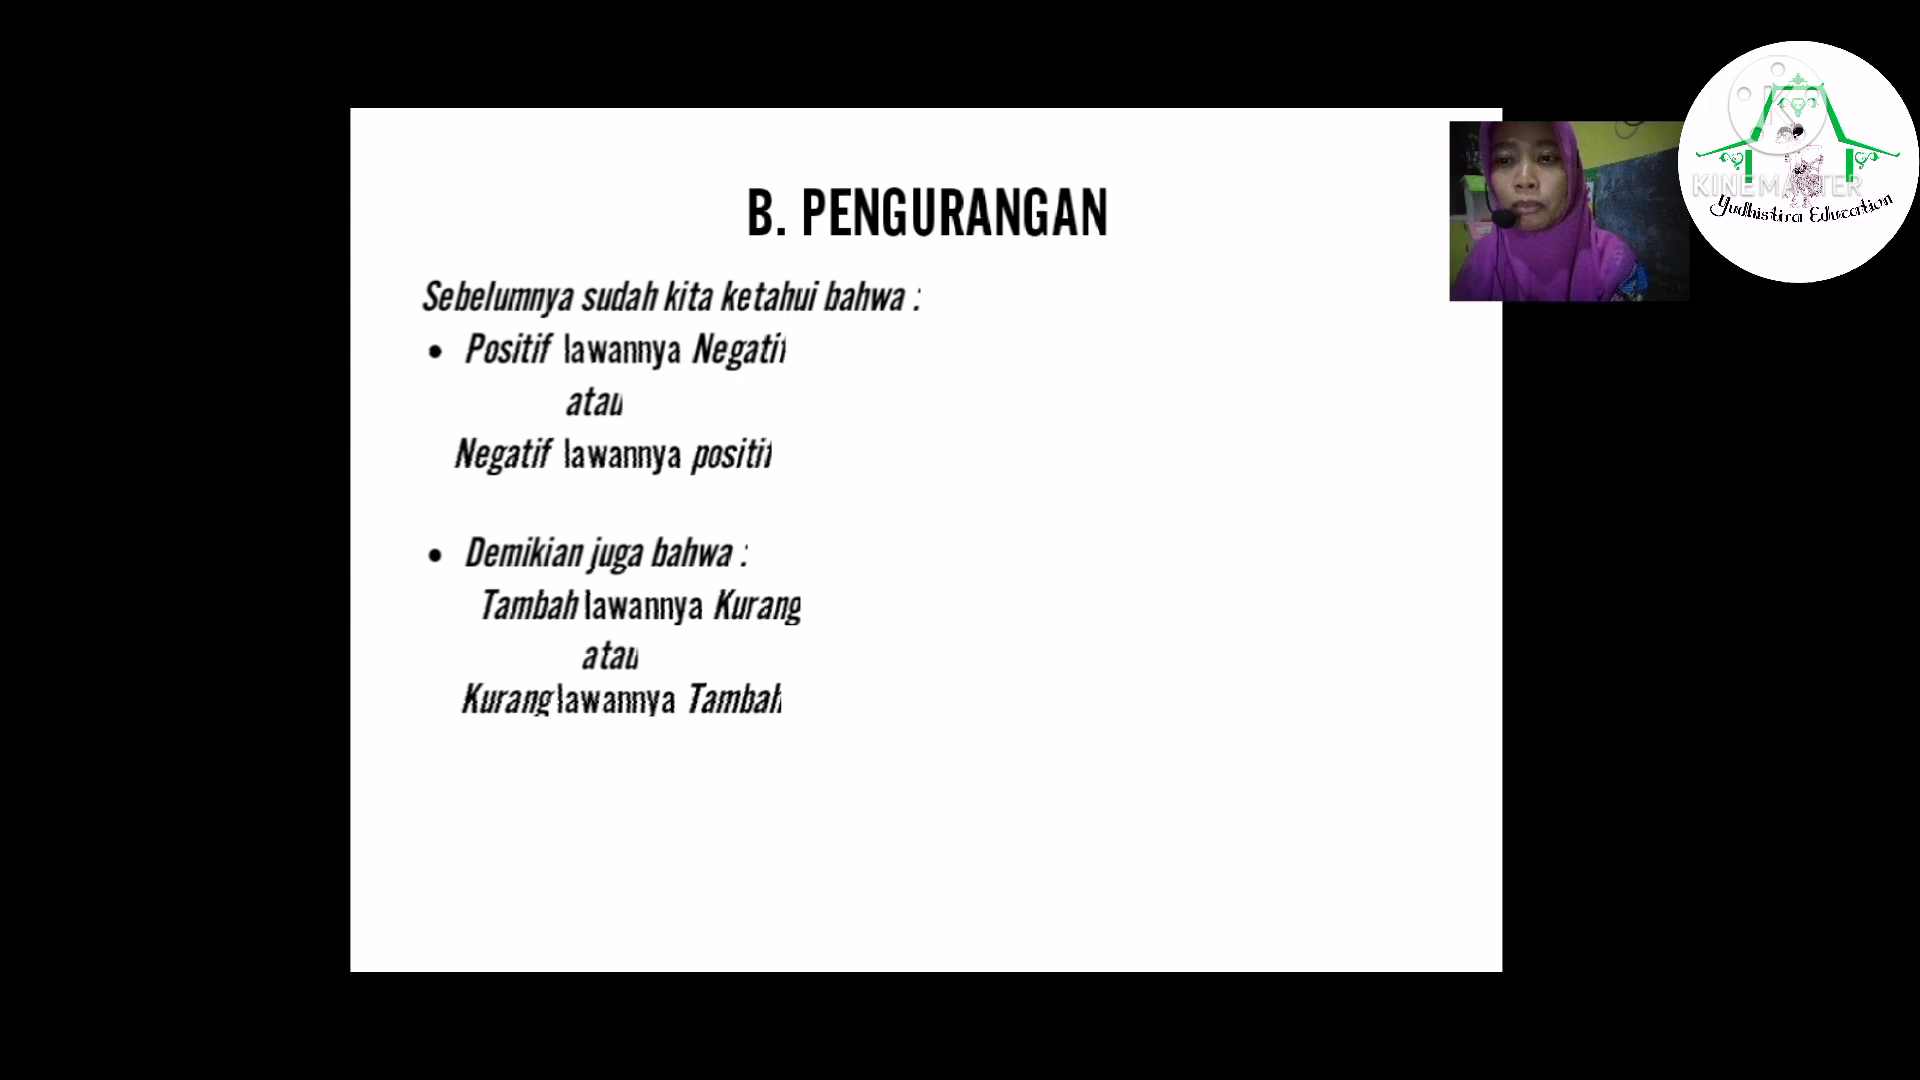 B. PENGURANGAN
Sebelumnya sudah kita ketahui bahwa :
• Positif lawannya Negatif
atau
Negatif lawannya positif
• Demikian juga bahwa :
Tambah lawannya Kurang
atau
Kurang lawannya Tambah
KINEMASTER
Yudhistira Education